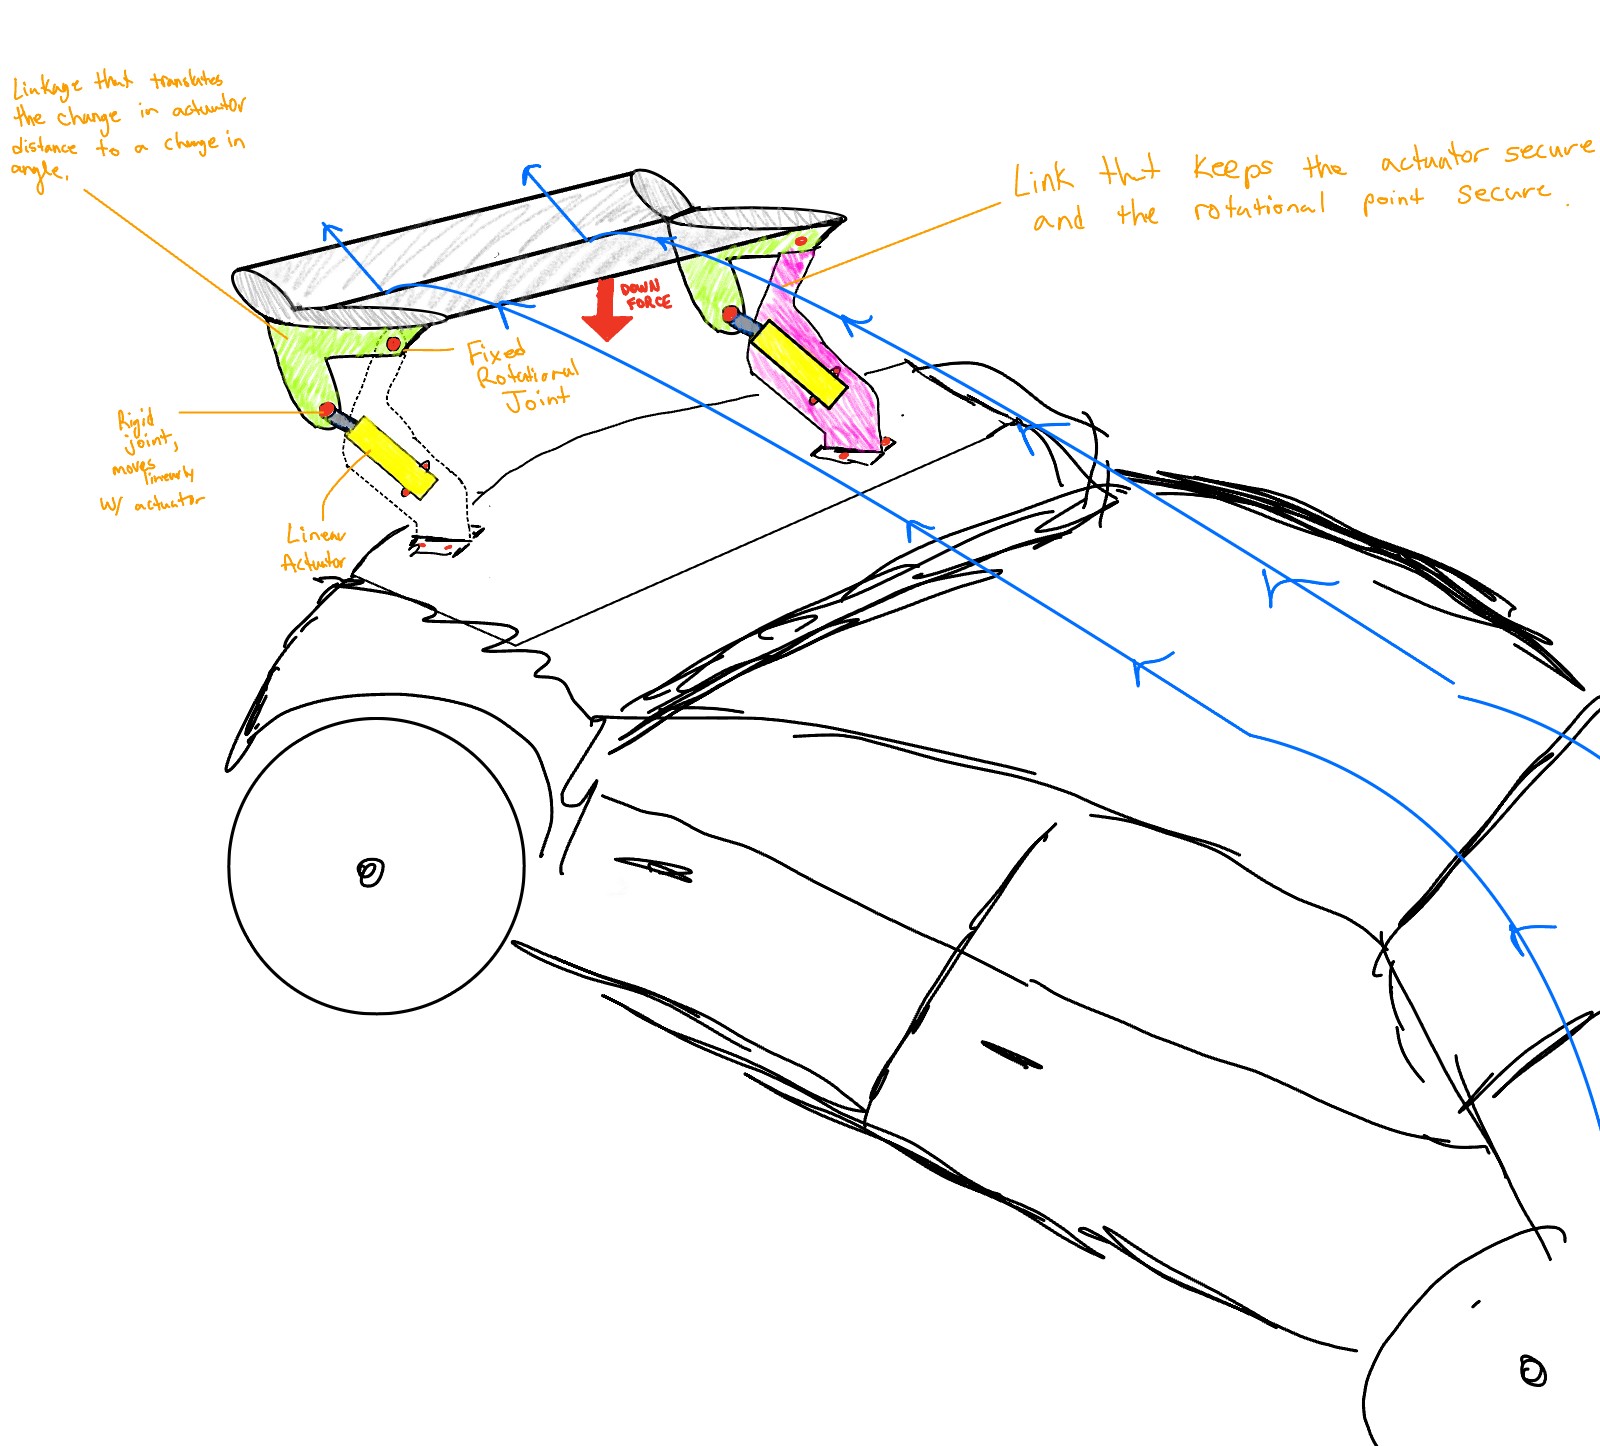 Linkage that translates
the change in actuator
distance to a change in
angle.
Link that keeps the actuator secure
and the rotational point secure.
DOWN
FORCE
Fixed
Rotational
Joint
Rigid
joint,
moves
linearly
w/ actuator
Linear
Actuator